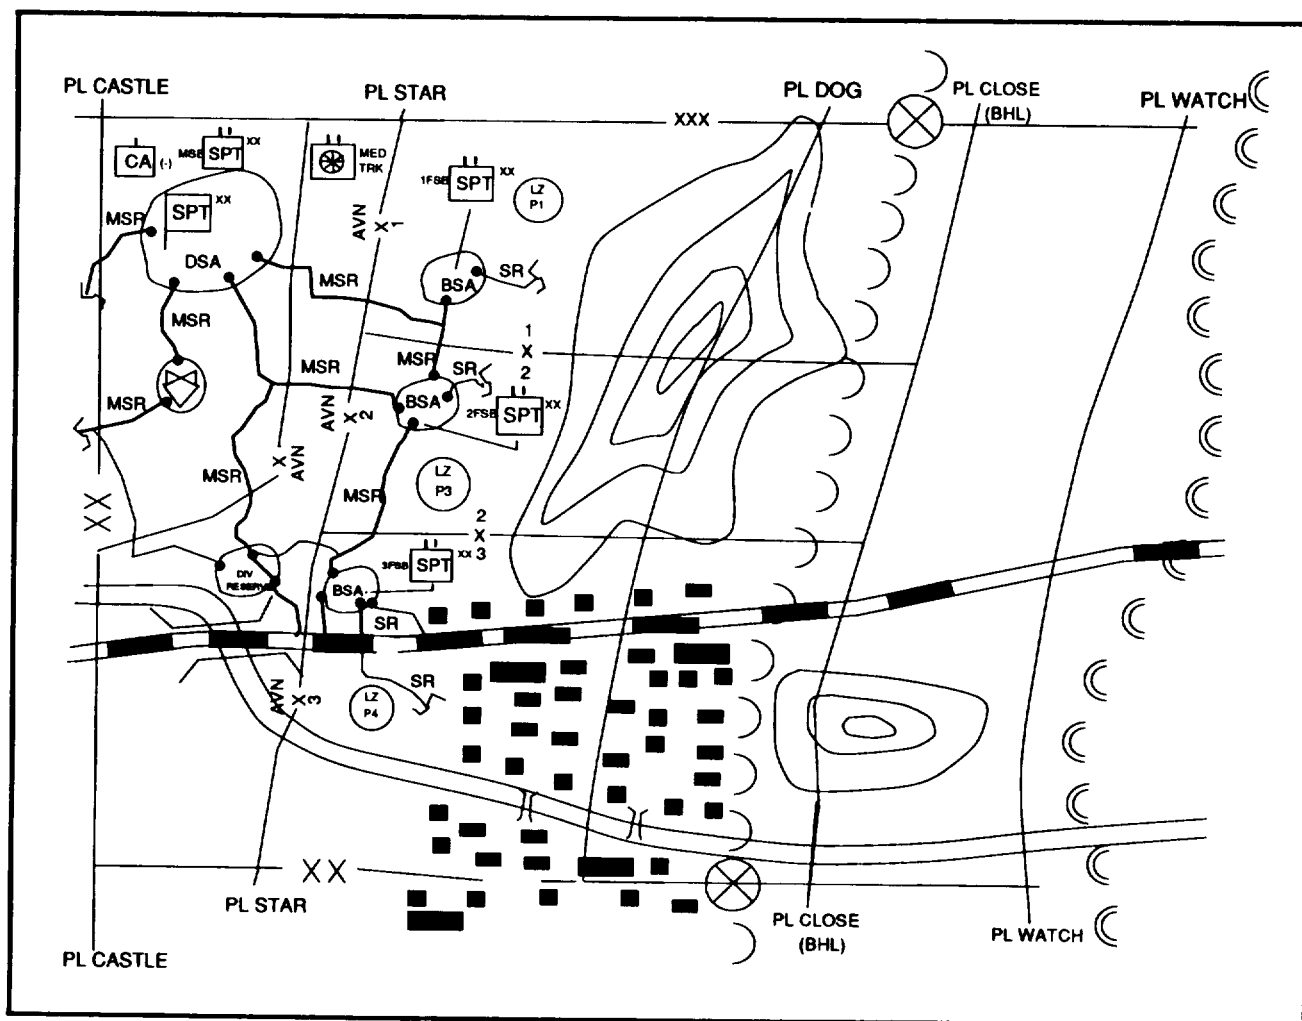 PL CASTLE
PL STAR
PL DOG
PL CLOSE
(BHL)
PL WATCH
XXX
CA (-)
MSB SPT XX
MED
TRK
1FSB SPT XX
LZ
P1
MSR
SPT XX
AVN X 1
DSA
MSR
BSA
SR
MSR
1
X
2
MSR
MSR
SR
MSR
AVN X 2
BSA
2FSB SPT XX
X AVN
MSR
MSR
LZ
P3
XX
2
X
3
3FSB SPT XX
DIV
RESERVE
BSA
SR
SR
AVN X 3
LZ
P4
XX
PL STAR
PL CLOSE
(BHL)
PL WATCH
PL CASTLE